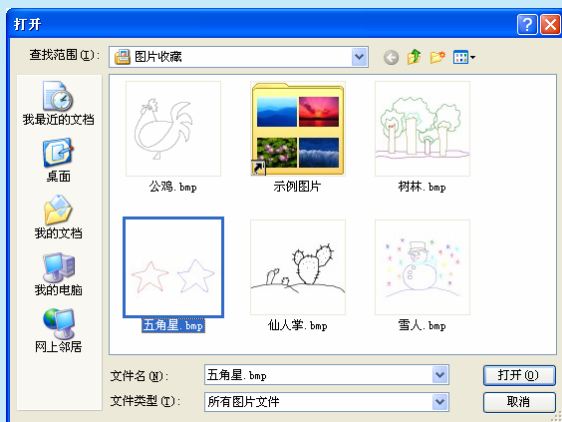 打开
查找范围(I):
图片收藏
我最近的文档
桌面
我的文档
我的电脑
网上邻居
公鸡.bmp
示例图片
树林.bmp
五角星.bmp
仙人掌.bmp
雪人.bmp
文件名(N):
五角星.bmp
打开(O)
文件类型(T):
所有图片文件
取消